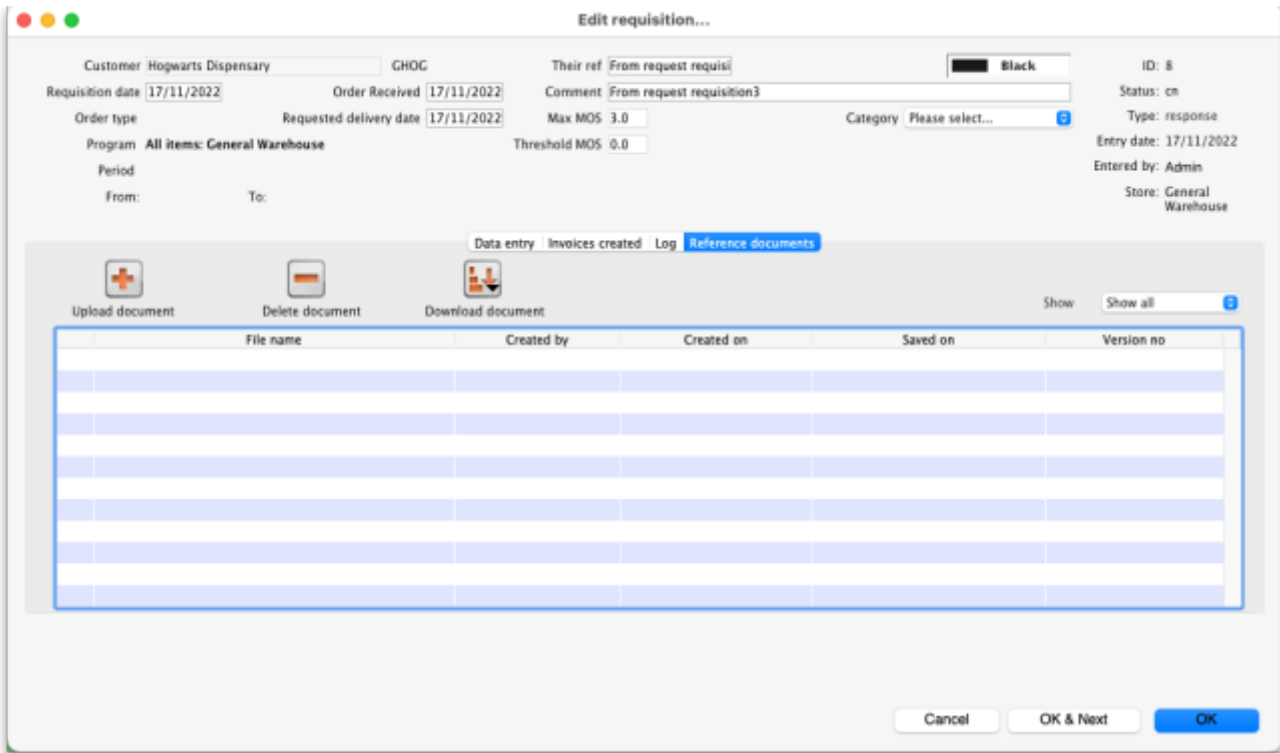 Edit requisition...
Customer Hogwarts Dispensary GHOG Their ref From request requisi Black ID: 8
Requisition date 17/11/2022 Order Received 17/11/2022 Comment From request requisition3 Status: cn
Order type Requested delivery date 17/11/2022 Max MOS 3.0 Category Please select... Type: response
Program All items: General Warehouse Threshold MOS 0.0 Entry date: 17/11/2022
Period Entered by: Admin
From: To: Store: General
Warehouse
Data entry Invoices created Log Reference documents
Upload document Delete document Download document Show Show all
File name Created by Created on Saved on Version no
Cancel OK & Next OK